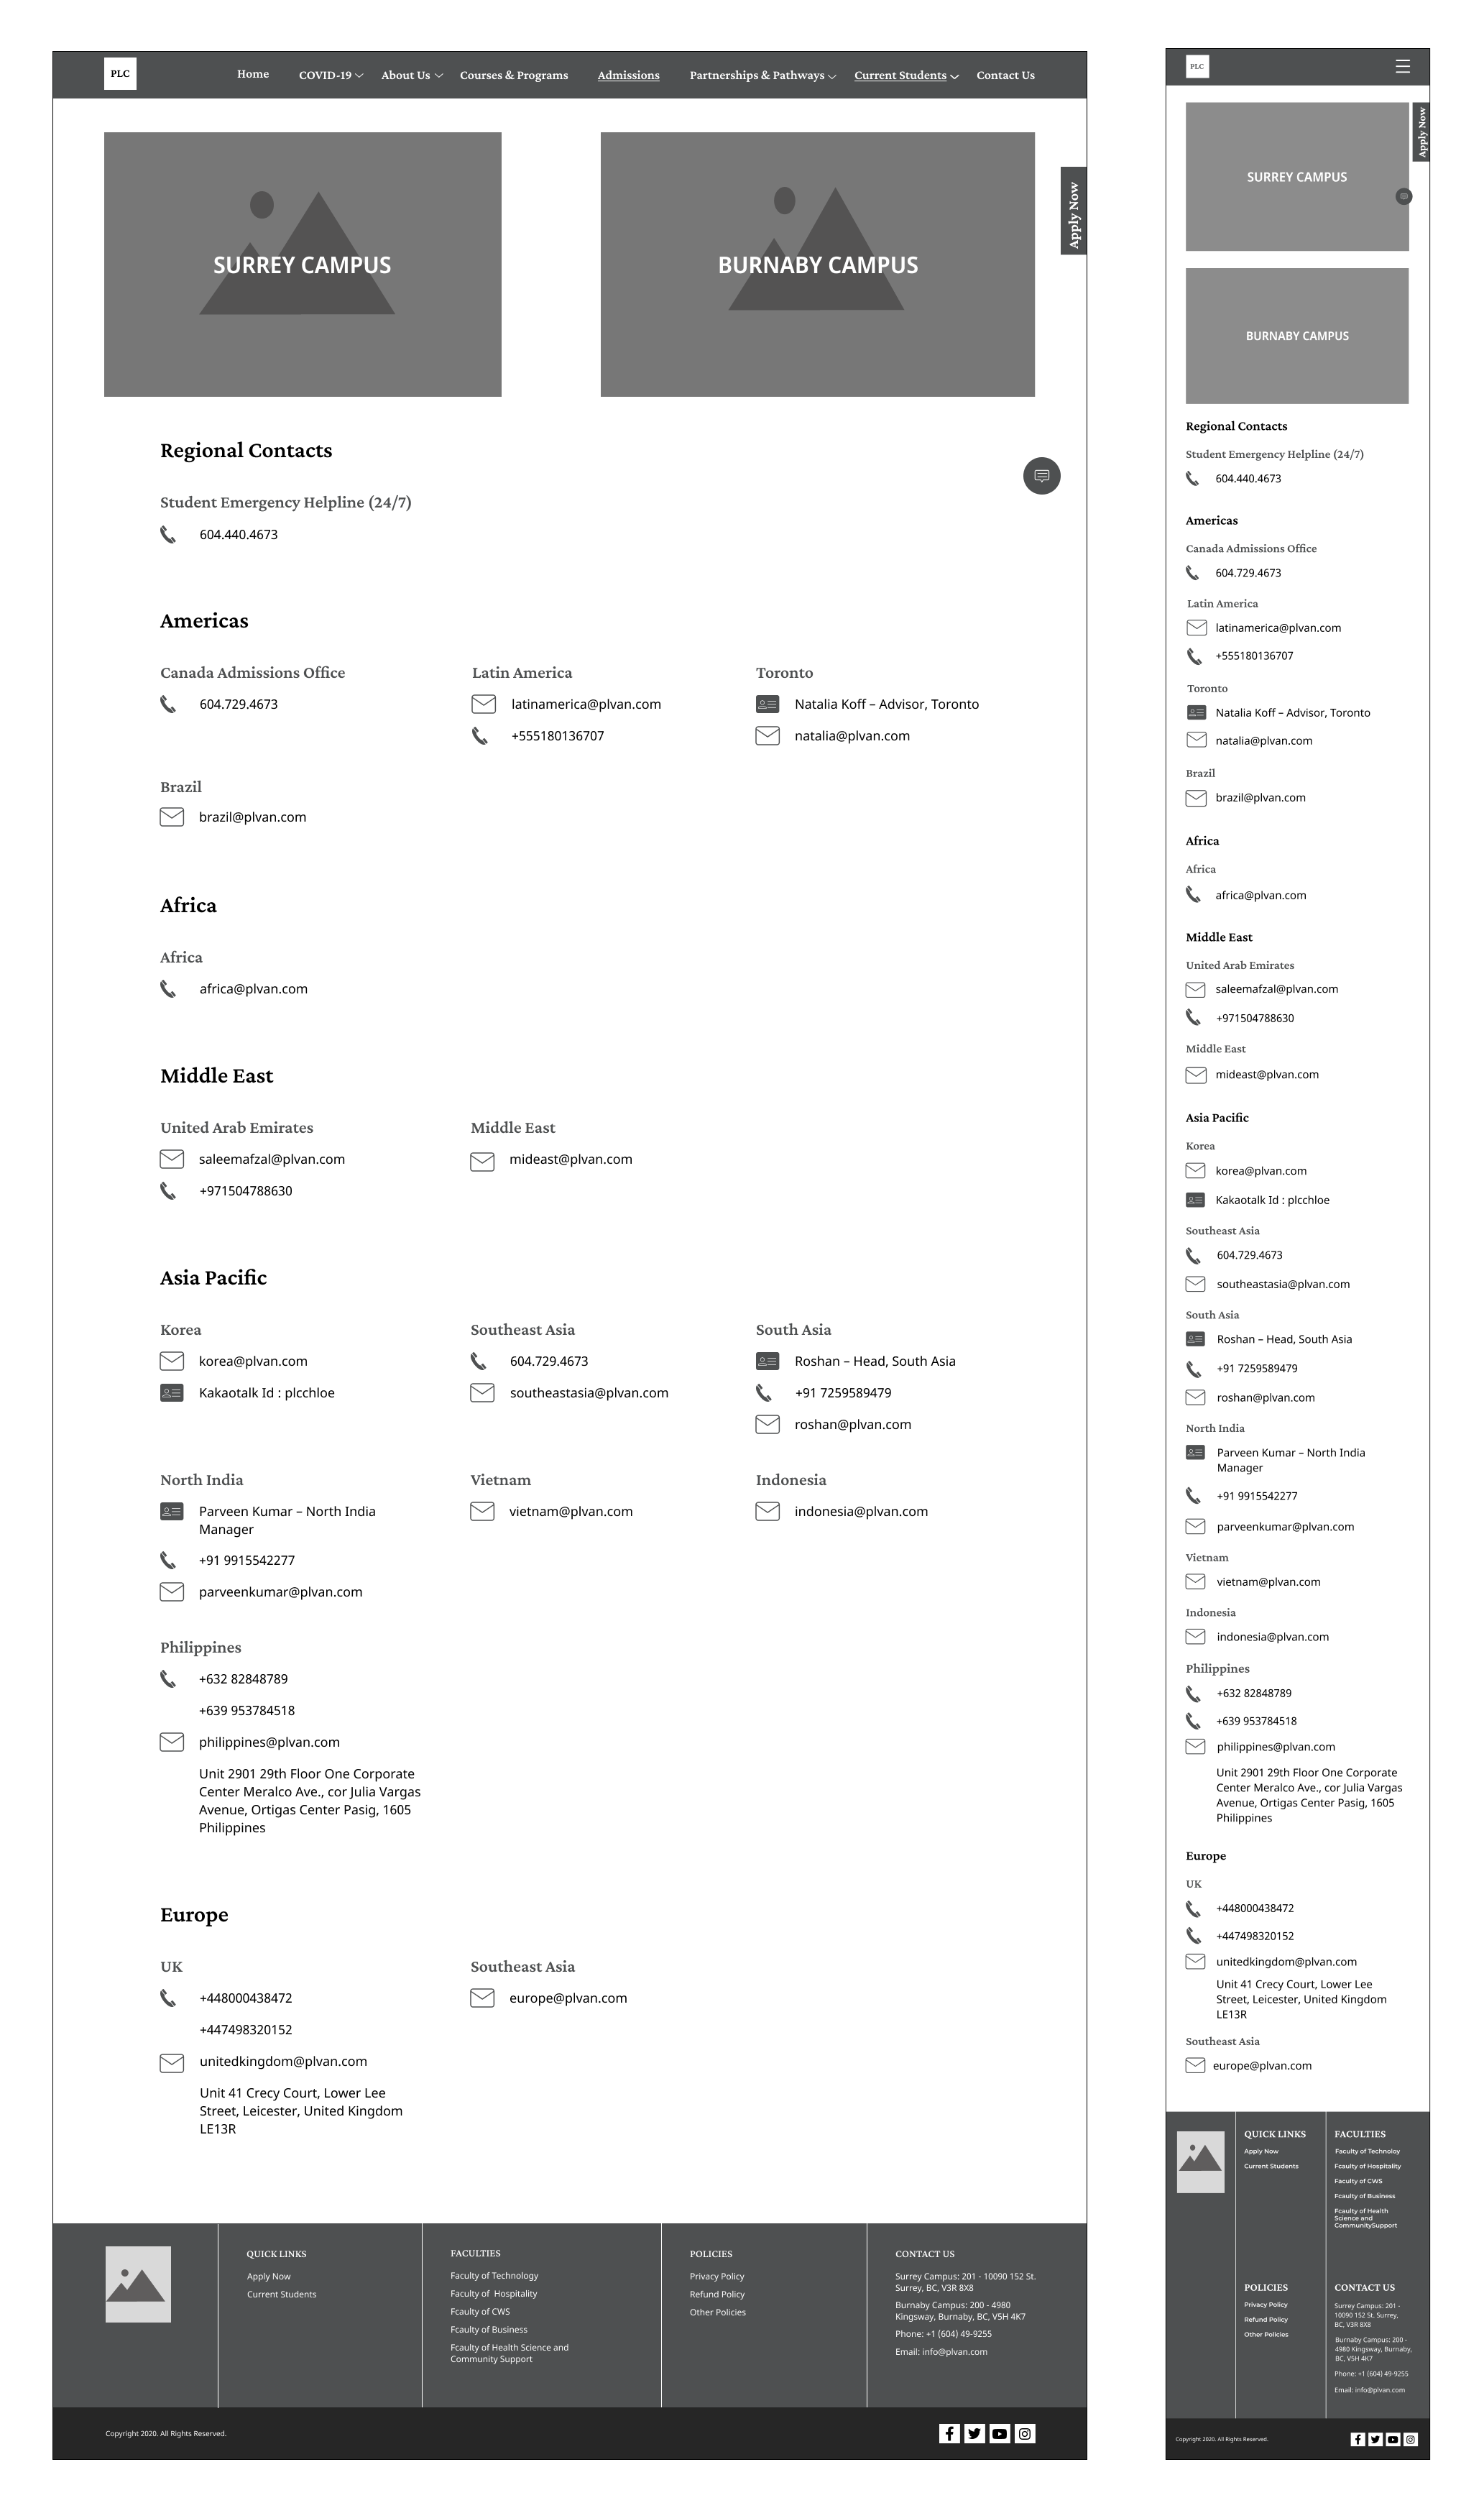 PLC
Home
COVID-19
About Us
Courses & Programs
Admissions
Partnerships & Pathways
Current Students
Contact Us
SURREY CAMPUS
BURNABY CAMPUS
Apply Now
Regional Contacts
Student Emergency Helpline (24/7)
604.440.4673
Americas
Canada Admissions Office
604.729.4673
Latin America
latinamerica@plvan.com
+555180136707
Toronto
Natalia Koff – Advisor, Toronto
natalia@plvan.com
Brazil
brazil@plvan.com
Africa
Africa
africa@plvan.com
Middle East
United Arab Emirates
saleemafzal@plvan.com
+971504788630
Middle East
mideast@plvan.com
Asia Pacific
Korea
korea@plvan.com
Kakaotalk Id : plcchloe
Southeast Asia
604.729.4673
southeastasia@plvan.com
South Asia
Roshan – Head, South Asia
+91 7259589479
roshan@plvan.com
North India
Parveen Kumar – North India
Manager
+91 9915542277
parveenkumar@plvan.com
Vietnam
vietnam@plvan.com
Indonesia
indonesia@plvan.com
Philippines
+632 82848789
+639 953784518
philippines@plvan.com
Unit 2901 29th Floor One Corporate
Center Meralco Ave., cor Julia Vargas
Avenue, Ortigas Center Pasig, 1605
Philippines
Europe
UK
+448000438472
+447498320152
unitedkingdom@plvan.com
Unit 41 Crecy Court, Lower Lee
Street, Leicester, United Kingdom
LE13R
Southeast Asia
europe@plvan.com
QUICK LINKS
Apply Now
Current Students
FACULTIES
Faculty of Technology
Faculty of  Hospitality
Fcaulty of CWS
Fcaulty of Business
Fcaulty of Health Science and
Community Support
POLICIES
Privacy Policy
Refund Policy
Other Policies
CONTACT US
Surrey Campus: 201 - 10090 152 St.
Surrey, BC, V3R 8X8
Burnaby Campus: 200 - 4980
Kingsway, Burnaby, BC, V5H 4K7
Phone: +1 (604) 49-9255
Email: info@plvan.com
Copyright 2020. All Rights Reserved.
PLC
Apply Now
SURREY CAMPUS
BURNABY CAMPUS
Regional Contacts
Student Emergency Helpline (24/7)
604.440.4673
Americas
Canada Admissions Office
604.729.4673
Latin America
latinamerica@plvan.com
+555180136707
Toronto
Natalia Koff – Advisor, Toronto
natalia@plvan.com
Brazil
brazil@plvan.com
Africa
Africa
africa@plvan.com
Middle East
United Arab Emirates
saleemafzal@plvan.com
+971504788630
Middle East
mideast@plvan.com
Asia Pacific
Korea
korea@plvan.com
Kakaotalk Id : plcchloe
Southeast Asia
604.729.4673
southeastasia@plvan.com
South Asia
Roshan – Head, South Asia
+91 7259589479
roshan@plvan.com
North India
Parveen Kumar – North India
Manager
+91 9915542277
parveenkumar@plvan.com
Vietnam
vietnam@plvan.com
Indonesia
indonesia@plvan.com
Philippines
+632 82848789
+639 953784518
philippines@plvan.com
Unit 2901 29th Floor One Corporate
Center Meralco Ave., cor Julia Vargas
Avenue, Ortigas Center Pasig, 1605
Philippines
Europe
UK
+448000438472
+447498320152
unitedkingdom@plvan.com
Unit 41 Crecy Court, Lower Lee
Street, Leicester, United Kingdom
LE13R
Southeast Asia
europe@plvan.com
QUICK LINKS
Apply Now
Current Students
FACULTIES
Faculty of Technoloy
Fcaulty of Hospitality
Faculty of CWS
Fcaulty of Business
Fcaulty of Health
Science and
CommunitySupport
POLICIES
Privacy Policy
Refund Policy
Other Policies
CONTACT US
Surrey Campus: 201 -
10090 152 St. Surrey,
BC, V3R 8X8
Burnaby Campus: 200 -
4980 Kingsway, Burnaby,
BC, V5H 4K7
Phone: +1 (604) 49-9255
Email: info@plvan.com
Copyright 2020. All Rights Reserved.